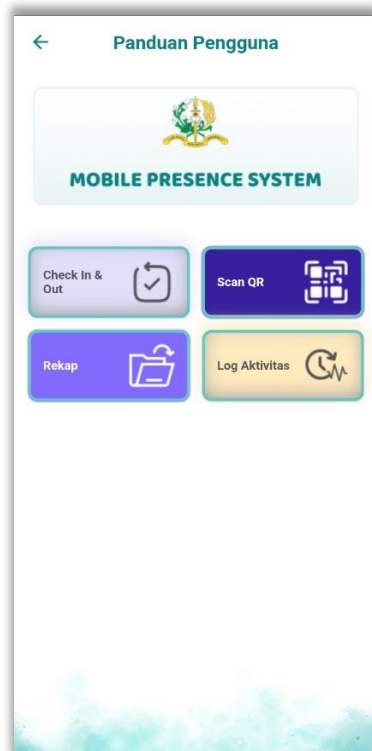 Panduan Pengguna
MOBILE PRESENCE SYSTEM
Check In &
Out
Scan QR
Rekap
Log Aktivitas